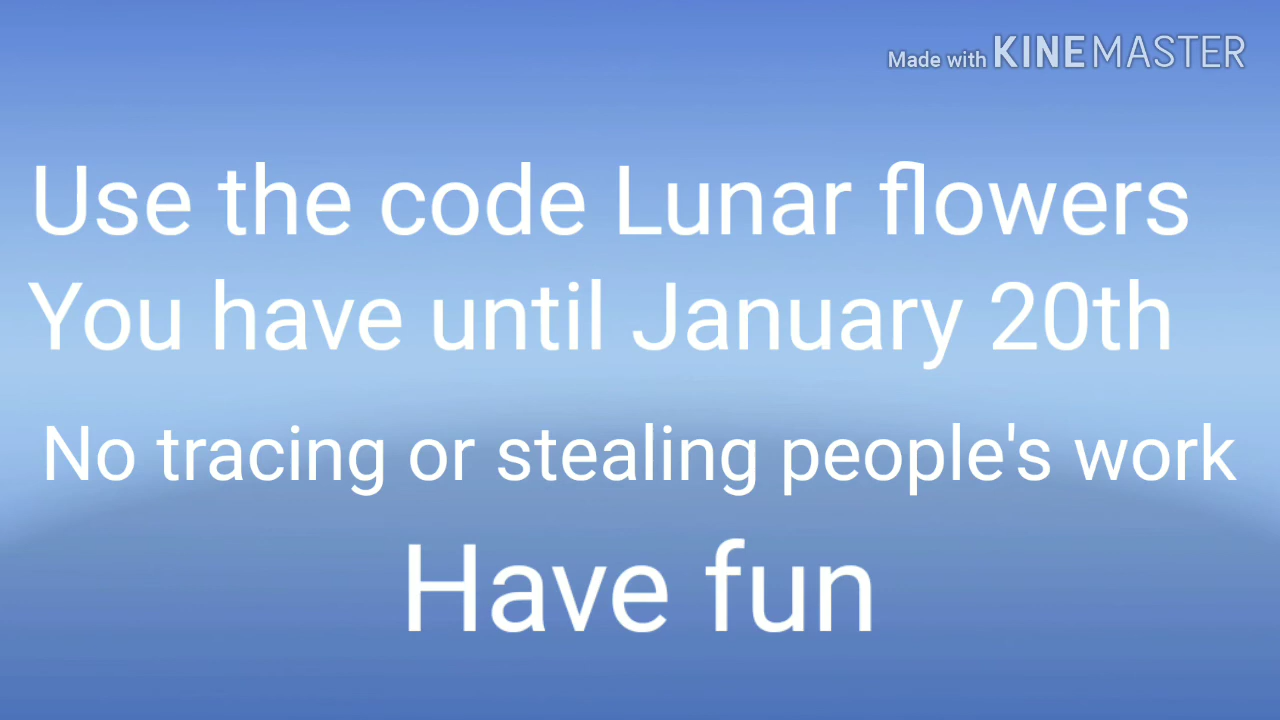 Made with KINEMASTER
Use the code Lunar flowers
You have until January 20th
No tracing or stealing people's work
Have fun